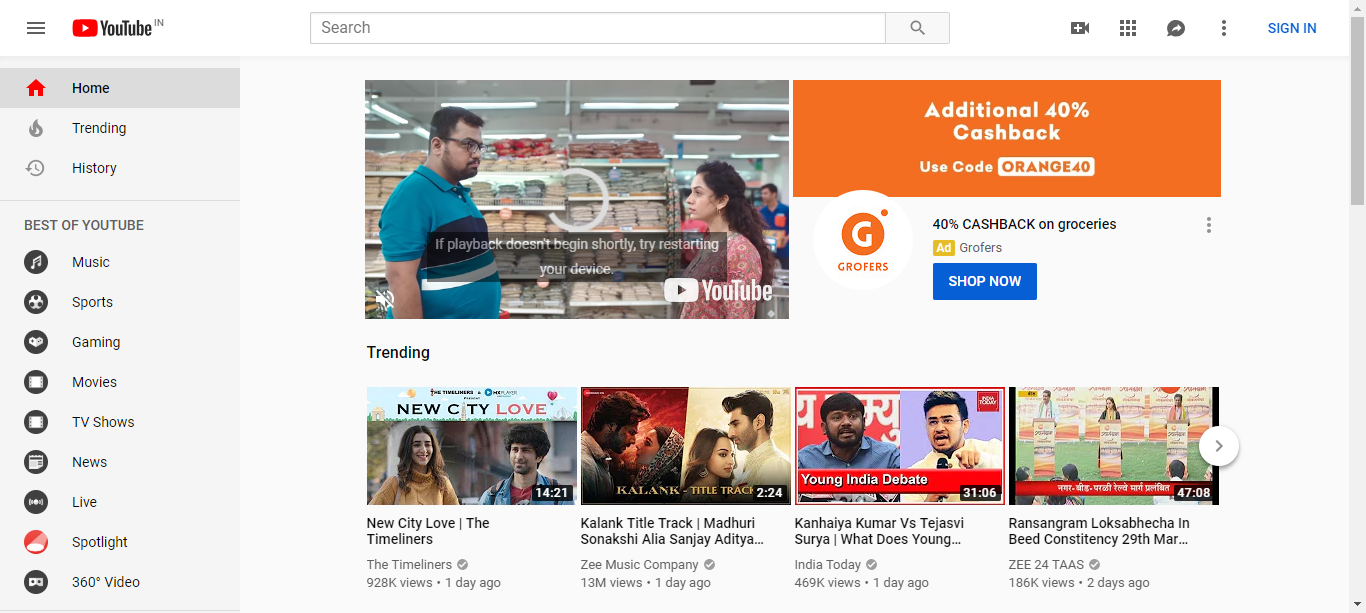 YouTube IN
Search
SIGN IN
Home
Trending
History
BEST OF YOUTUBE
Music
Sports
Gaming
Movies
TV Shows
News
Live
Spotlight
360° Video
If playback doesn't begin shortly, try restarting
your device.
YouTube
Additional 40%
Cashback
Use Code ORANGE40
GROFERS
40% CASHBACK on groceries
Ad Grofers
SHOP NOW
Trending
THE TIMELINERS & MX PLAYER
Present
NEW CITY LOVE
14:21
New City Love | The
Timeliners
The Timeliners
928K views • 1 day ago
KALANK - TITLE TRACK
2:24
Kalank Title Track | Madhuri
Sonakshi Alia Sanjay Aditya...
Zee Music Company
13M views • 1 day ago
INDIA
TODAY
Young India Debate
31:06
Kanhaiya Kumar Vs Tejasvi
Surya | What Does Young...
India Today
469K views • 1 day ago
नगर-बीड-परळी रेल्वे मार्ग प्रलंबित
47:08
Ransangram Loksabhecha In
Beed Constitency 29th Mar...
ZEE 24 TAAS
186K views • 2 days ago